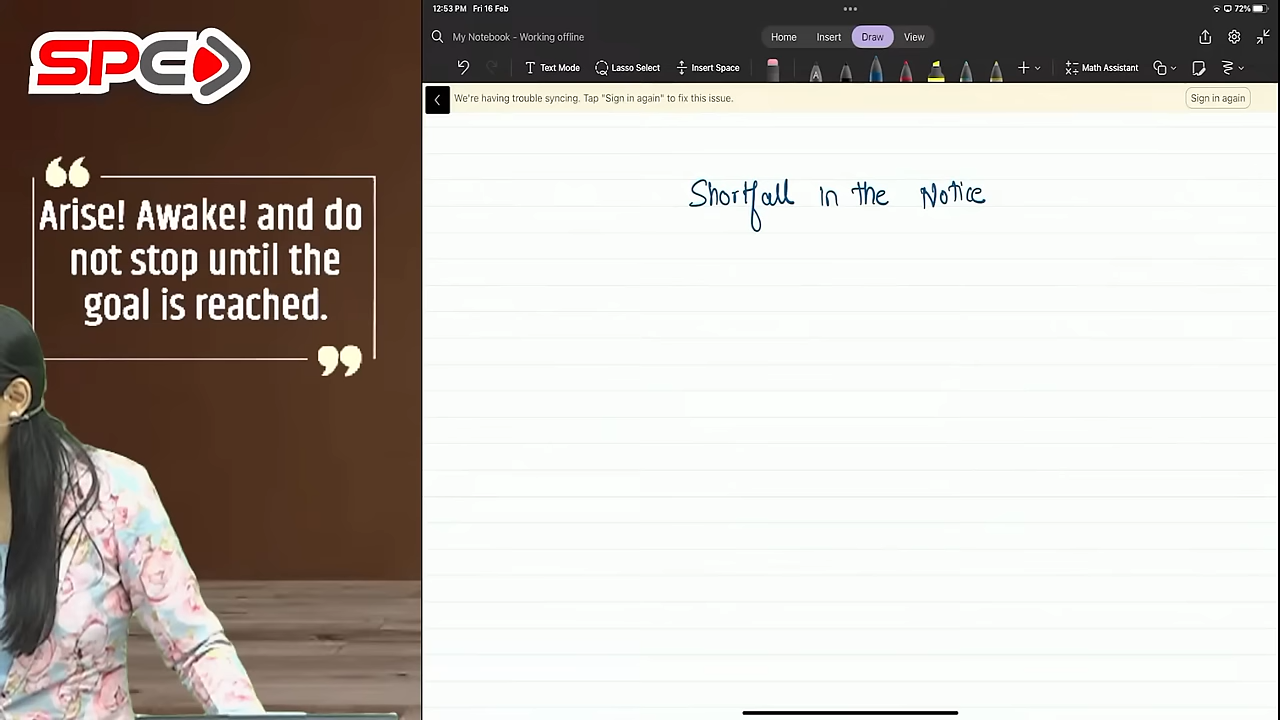 SPE
12:53 PM Fri 16 Feb
72%
My Notebook - Working offline
Home Insert Draw View
Text Mode Lasso Select Insert Space Math Assistant
We're having trouble syncing. Tap "Sign in again" to fix this issue.
Sign in again
“
Arise! Awake! and do
not stop until the
goal is reached.
”
Shortfall in the Notice